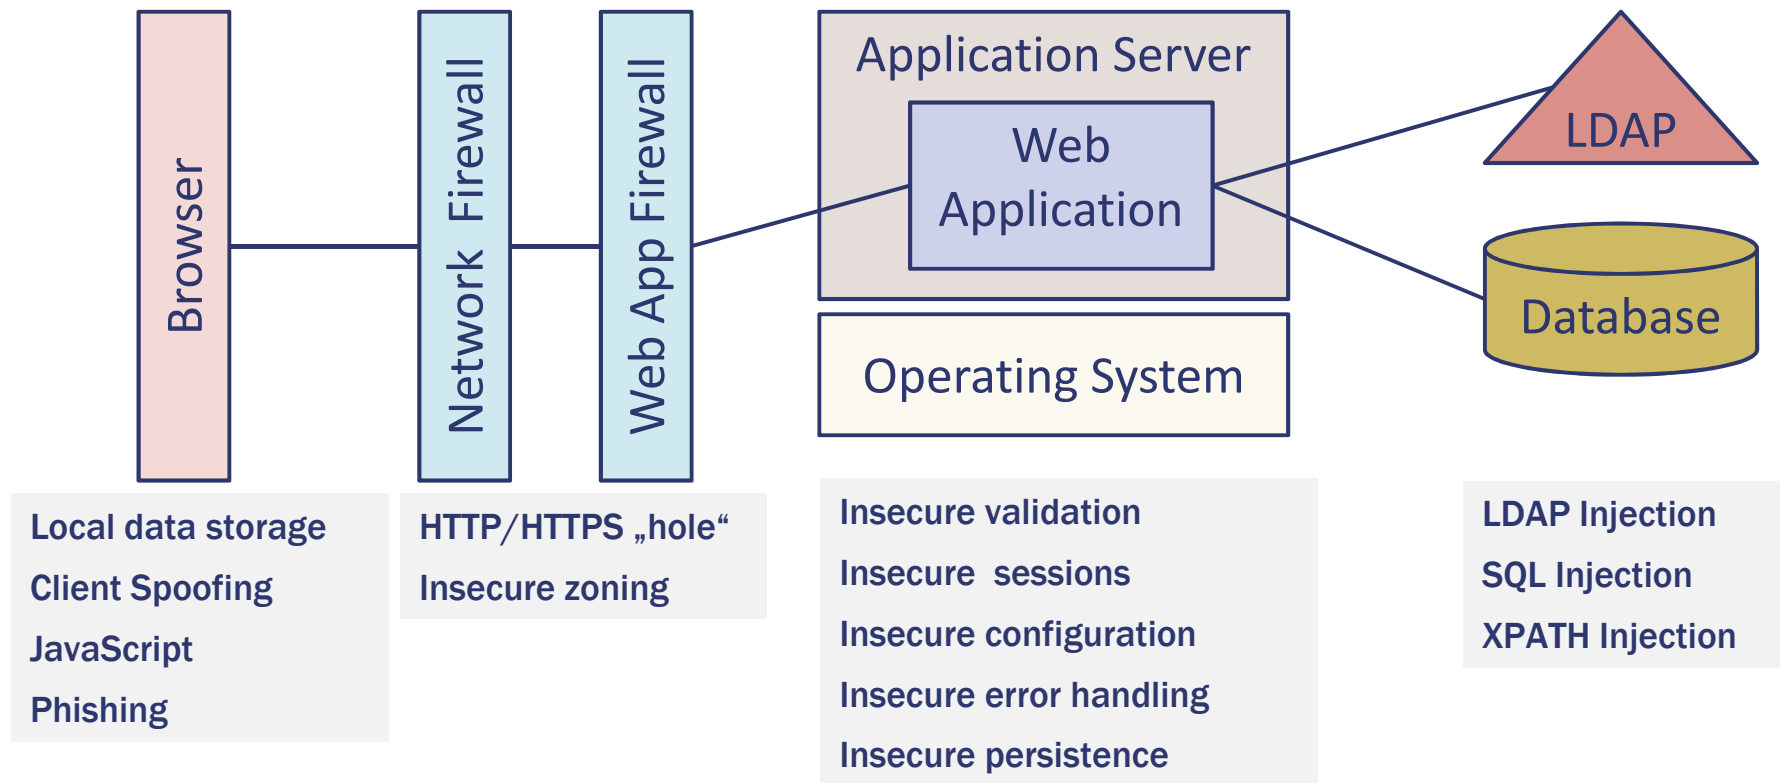 Browser
Network Firewall
Web App Firewall
Application Server
Web
Application
Operating System
LDAP
Database
Local data storage
Client Spoofing
JavaScript
Phishing
HTTP/HTTPS „hole“
Insecure zoning
Insecure validation
Insecure sessions
Insecure configuration
Insecure error handling
Insecure persistence
LDAP Injection
SQL Injection
XPATH Injection